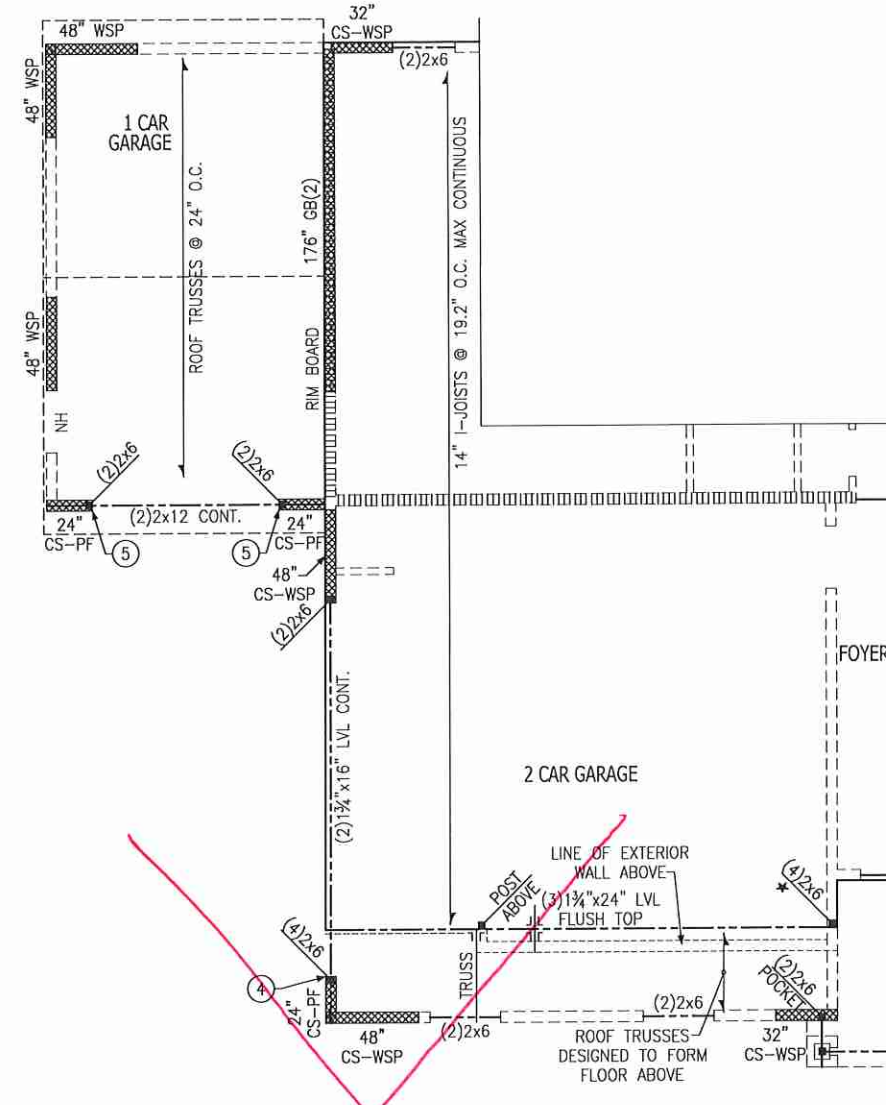 48" WSP
32"
CS-WSP
(2)2x6
48" WSP
1 CAR
GARAGE
ROOF TRUSSES @ 24" O.C.
176" GB(2)
14" I-JOISTS @ 19.2" O.C. MAX CONTINUOUS
48" WSP
RIM BOARD
NH
(2)2x6
(2)2x6
(2)2x12 CONT.
24"
CS-PF
5
24"
CS-PF
5
48"
CS-WSP
(2)2x6
FOYER
(2)1¾"x16" LVL CONT.
2 CAR GARAGE
LINE OF EXTERIOR
WALL ABOVE
POST
ABOVE
(3)1¾"x24" LVL
FLUSH TOP
★
(4)2x6
(4)2x6
4
24"
CS-PF
TRUSS
(2)2x6
POCKET
48"
CS-WSP
(2)2x6
(2)2x6
ROOF TRUSSES
DESIGNED TO FORM
FLOOR ABOVE
32"
CS-WSP